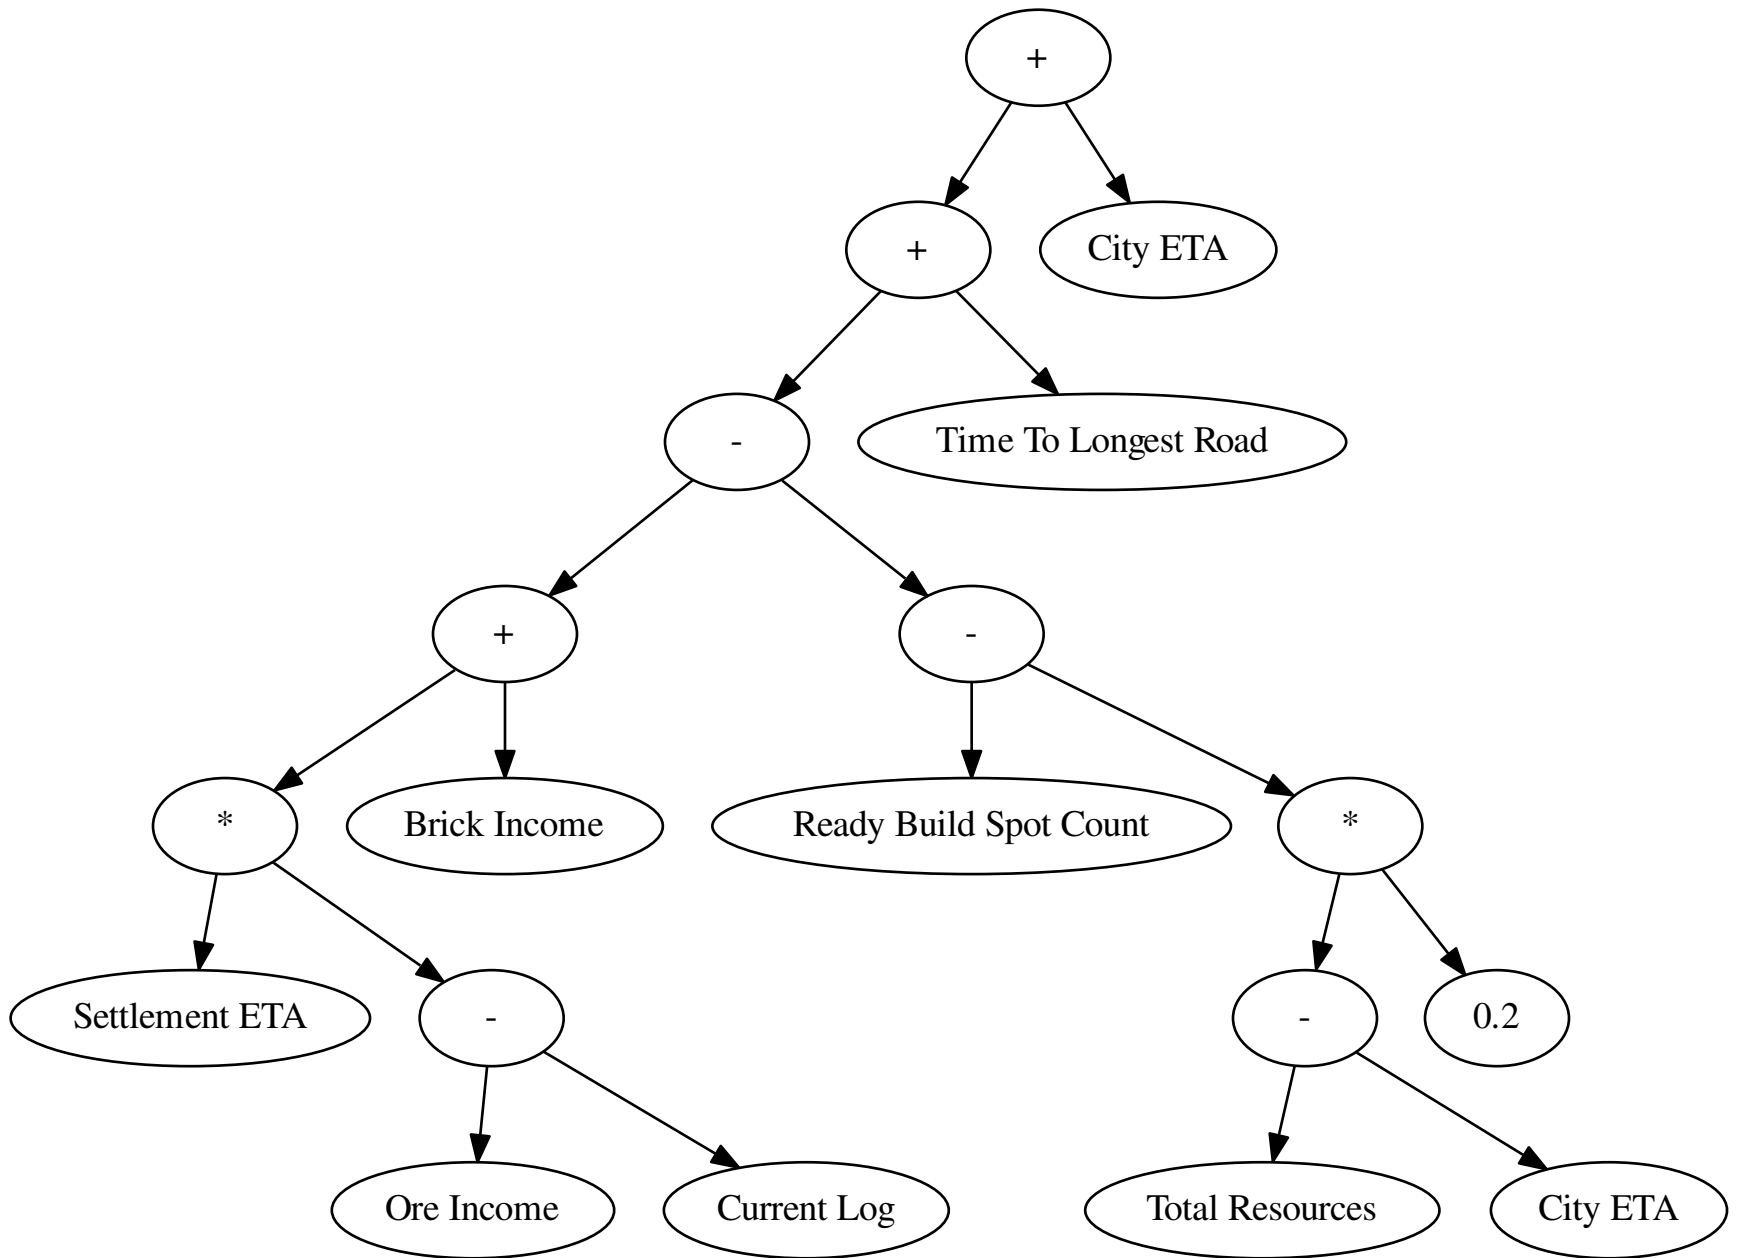 +
+
City ETA
-
Time To Longest Road
+
-
*
Brick Income
Ready Build Spot Count
*
Settlement ETA
-
-
0.2
Ore Income
Current Log
Total Resources
City ETA